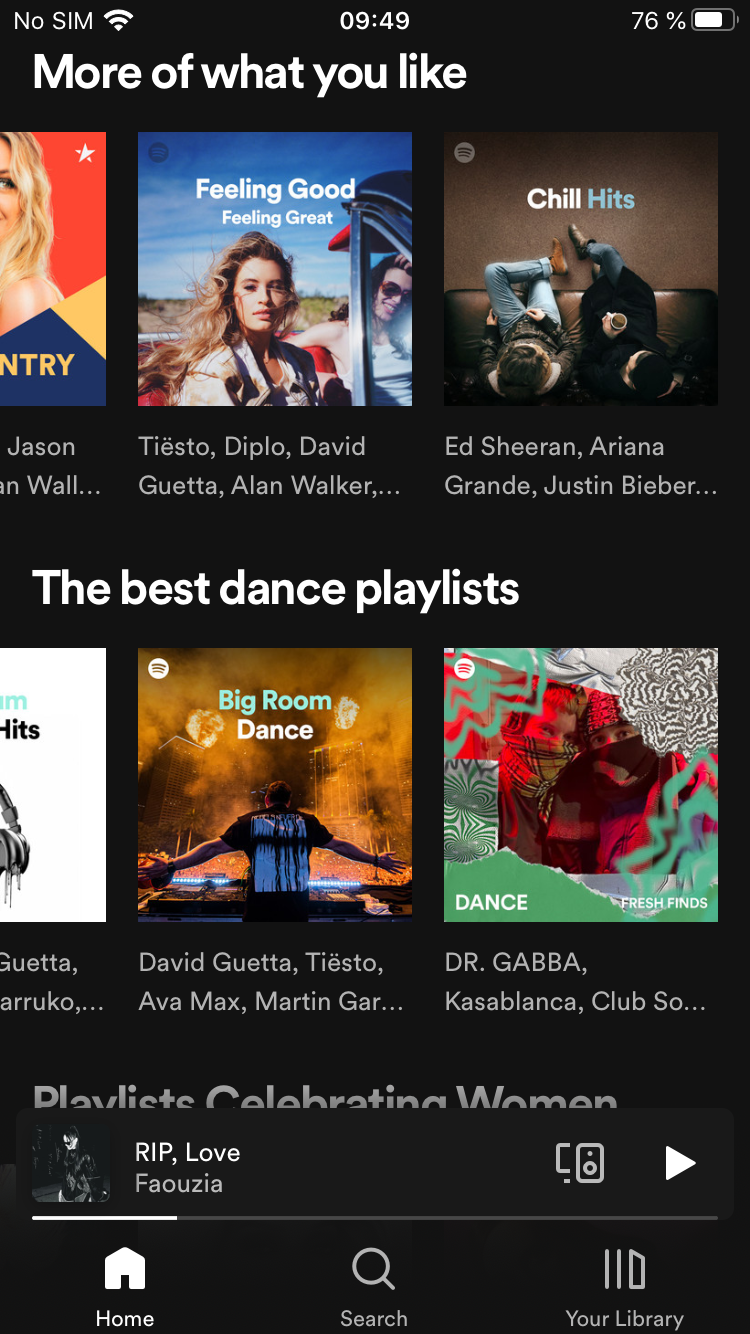 No SIM 09:49 76 %
More of what you like
Feeling Good
Feeling Great
Chill Hits
NTRY
Jason
an Wall...
Tiësto, Diplo, David
Guetta, Alan Walker,...
Ed Sheeran, Ariana
Grande, Justin Bieber...
The best dance playlists
um
Hits
Big Room
Dance
DANCE
FRESH FINDS
Guetta,
arruko,...
David Guetta, Tiësto,
Ava Max, Martin Gar...
DR. GABBA,
Kasablanca, Club So...
Playlists Celebrating Women
RIP, Love
Faouzia
Home
Search
Your Library